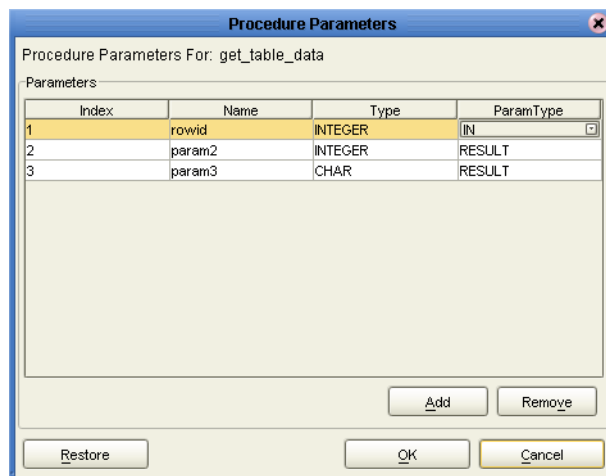 Procedure Parameters
Procedure Parameters For: get_table_data
Parameters
Index Name Type ParamType
1 rowid INTEGER IN
2 param2 INTEGER RESULT
3 param3 CHAR RESULT
Add Remove
Restore OK Cancel